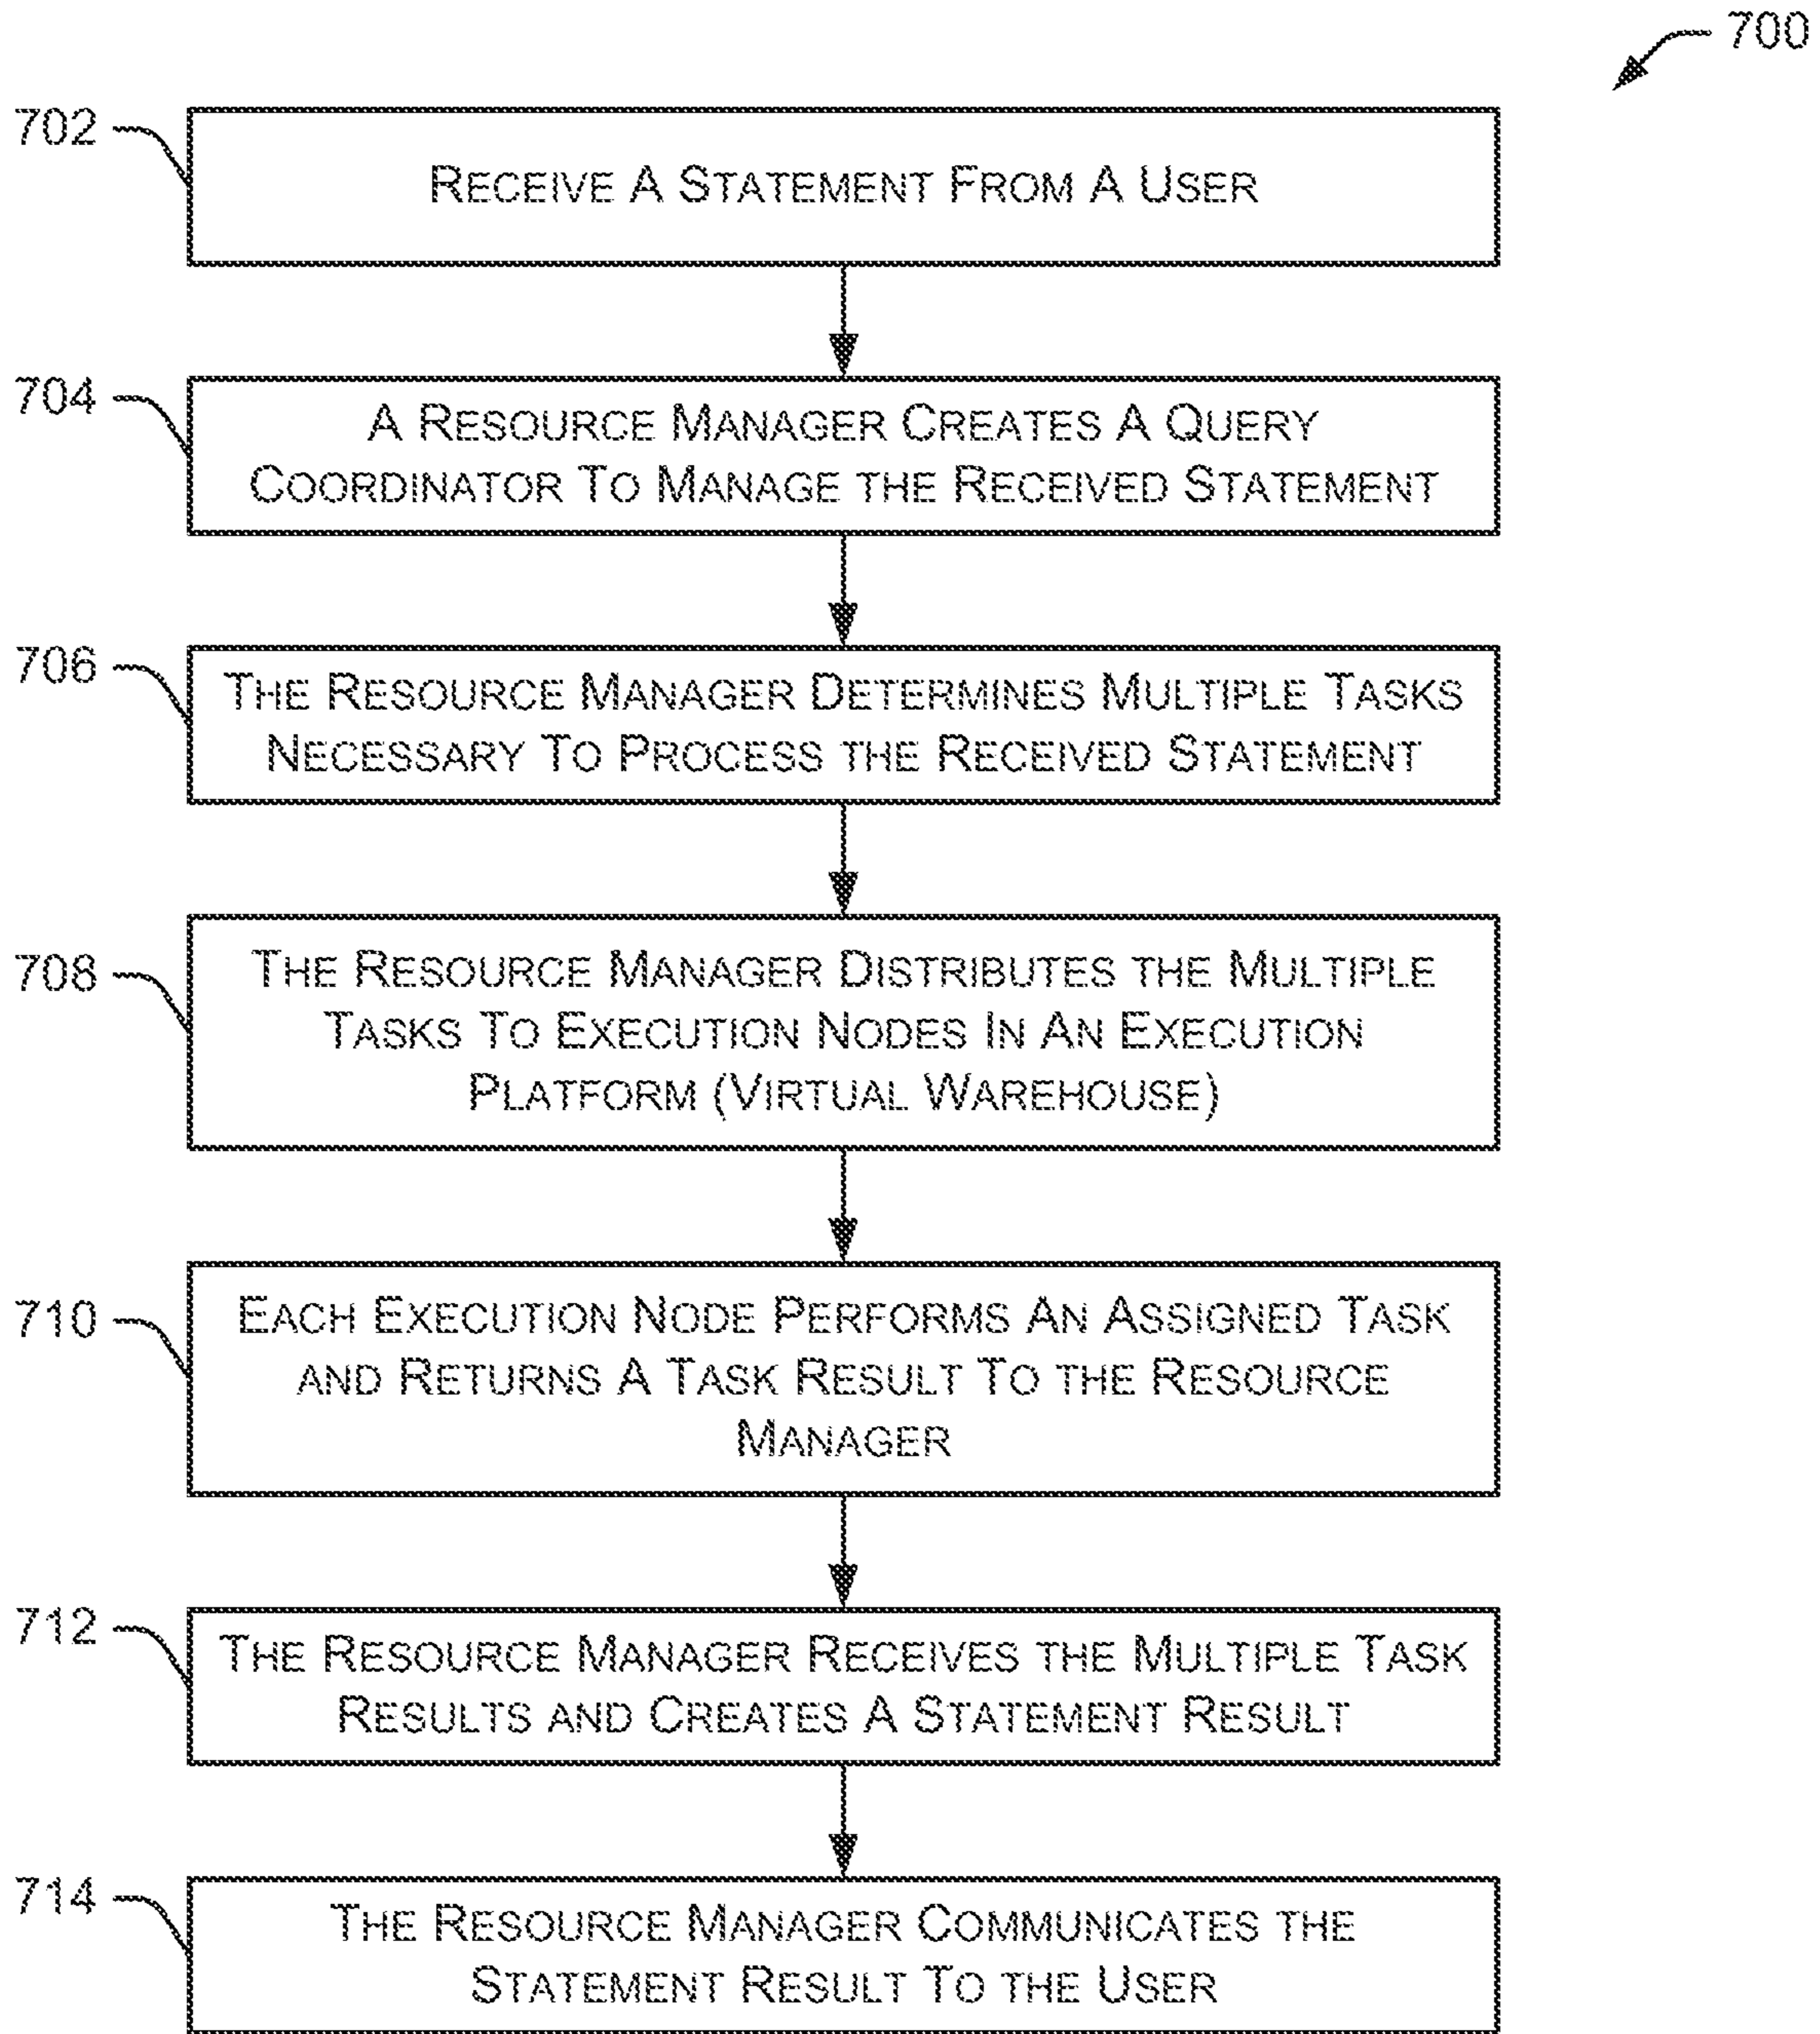 700
702
RECEIVE A STATEMENT FROM A USER
704
A RESOURCE MANAGER CREATES A QUERY
COORDINATOR TO MANAGE THE RECEIVED STATEMENT
706
THE RESOURCE MANAGER DETERMINES MULTIPLE TASKS
NECESSARY TO PROCESS THE RECEIVED STATEMENT
708
THE RESOURCE MANAGER DISTRIBUTES THE MULTIPLE
TASKS TO EXECUTION NODES IN AN EXECUTION
PLATFORM (VIRTUAL WAREHOUSE)
710
EACH EXECUTION NODE PERFORMS AN ASSIGNED TASK
AND RETURNS A TASK RESULT TO THE RESOURCE
MANAGER
712
THE RESOURCE MANAGER RECEIVES THE MULTIPLE TASK
RESULTS AND CREATES A STATEMENT RESULT
714
THE RESOURCE MANAGER COMMUNICATES THE
STATEMENT RESULT TO THE USER